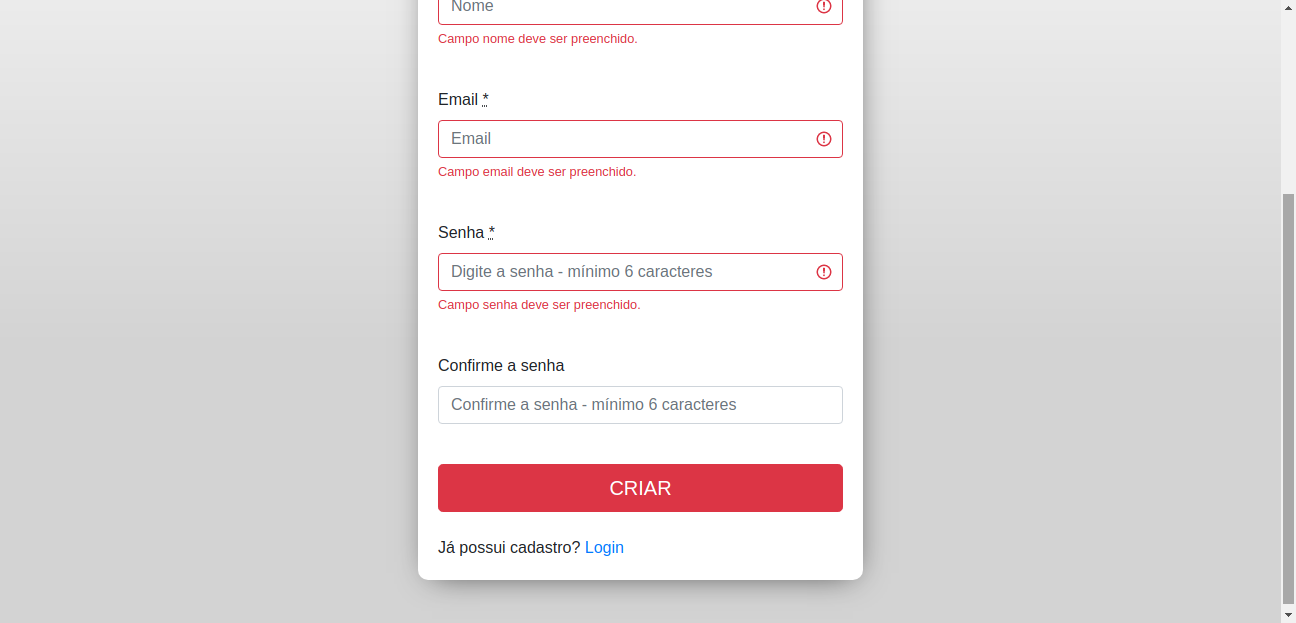 Nome
Campo nome deve ser preenchido.
Email *
Email
Campo email deve ser preenchido.
Senha *
Digite a senha - mínimo 6 caracteres
Campo senha deve ser preenchido.
Confirme a senha
Confirme a senha - mínimo 6 caracteres
CRIAR
Já possui cadastro? Login